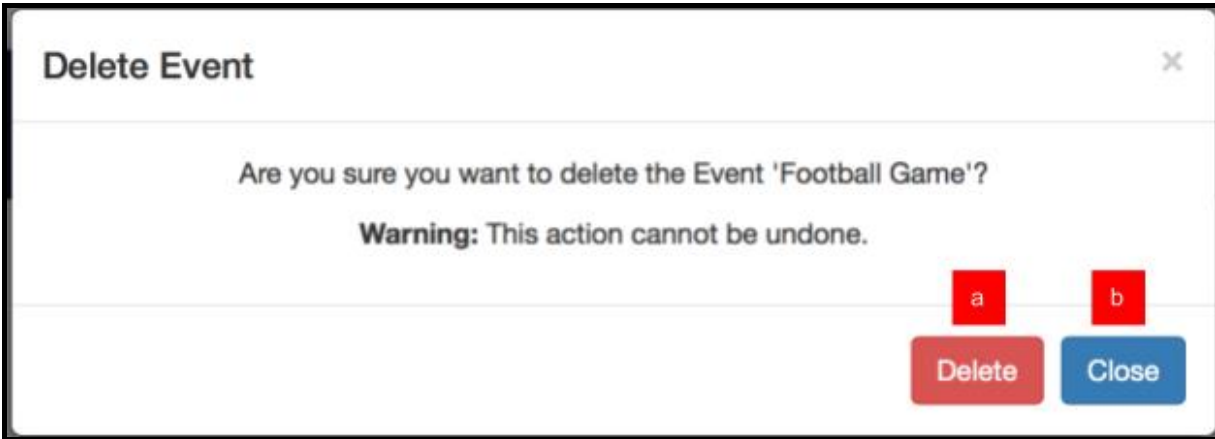 Delete Event ×
Are you sure you want to delete the Event 'Football Game'?
Warning: This action cannot be undone.
a b
Delete Close